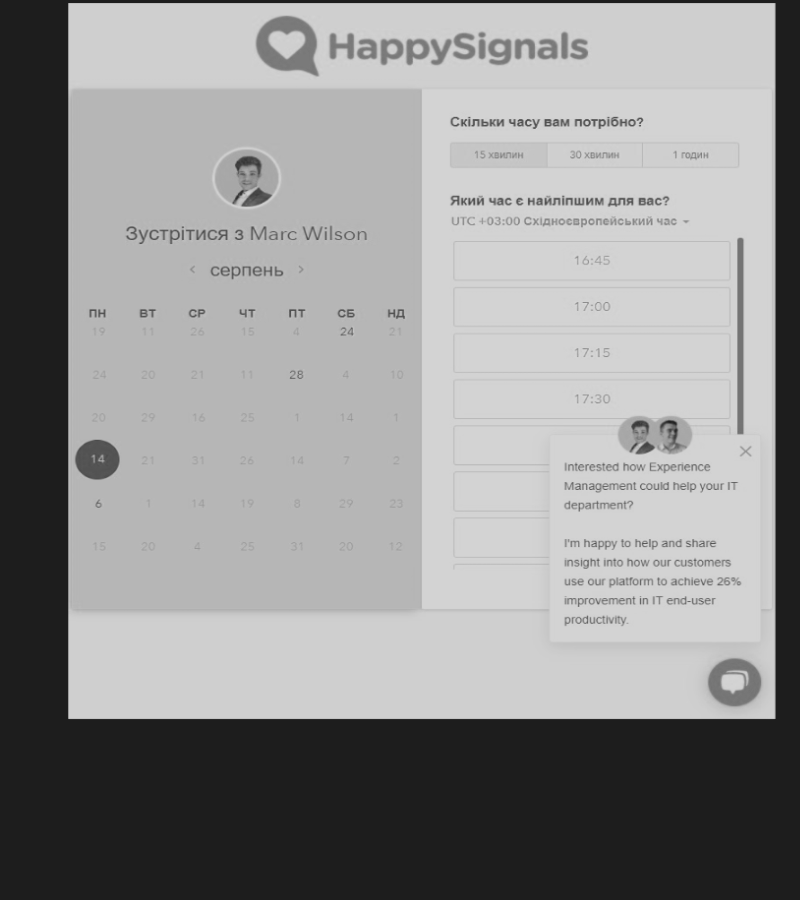 HappySignals
Зустрітися з Marc Wilson
серпень
ПН ВТ СР ЧТ ПТ СБ НД
19 11 26 15 4 24 21
24 20 21 11 28 4 10
20 29 16 25 1 14 1
14 21 31 26 14 7 2
6 1 14 19 8 29 23
15 20 4 25 31 20 12
Скільки часу вам потрібно?
15 хвилин 30 хвилин 1 годин
Який час є найліпшим для вас?
UTC +03:00 Східноєвропейський час
16:45
17:00
17:15
17:30
Interested how Experience
Management could help your IT
department?
I'm happy to help and share
insight into how our customers
use our platform to achieve 26%
improvement in IT end-user
productivity.